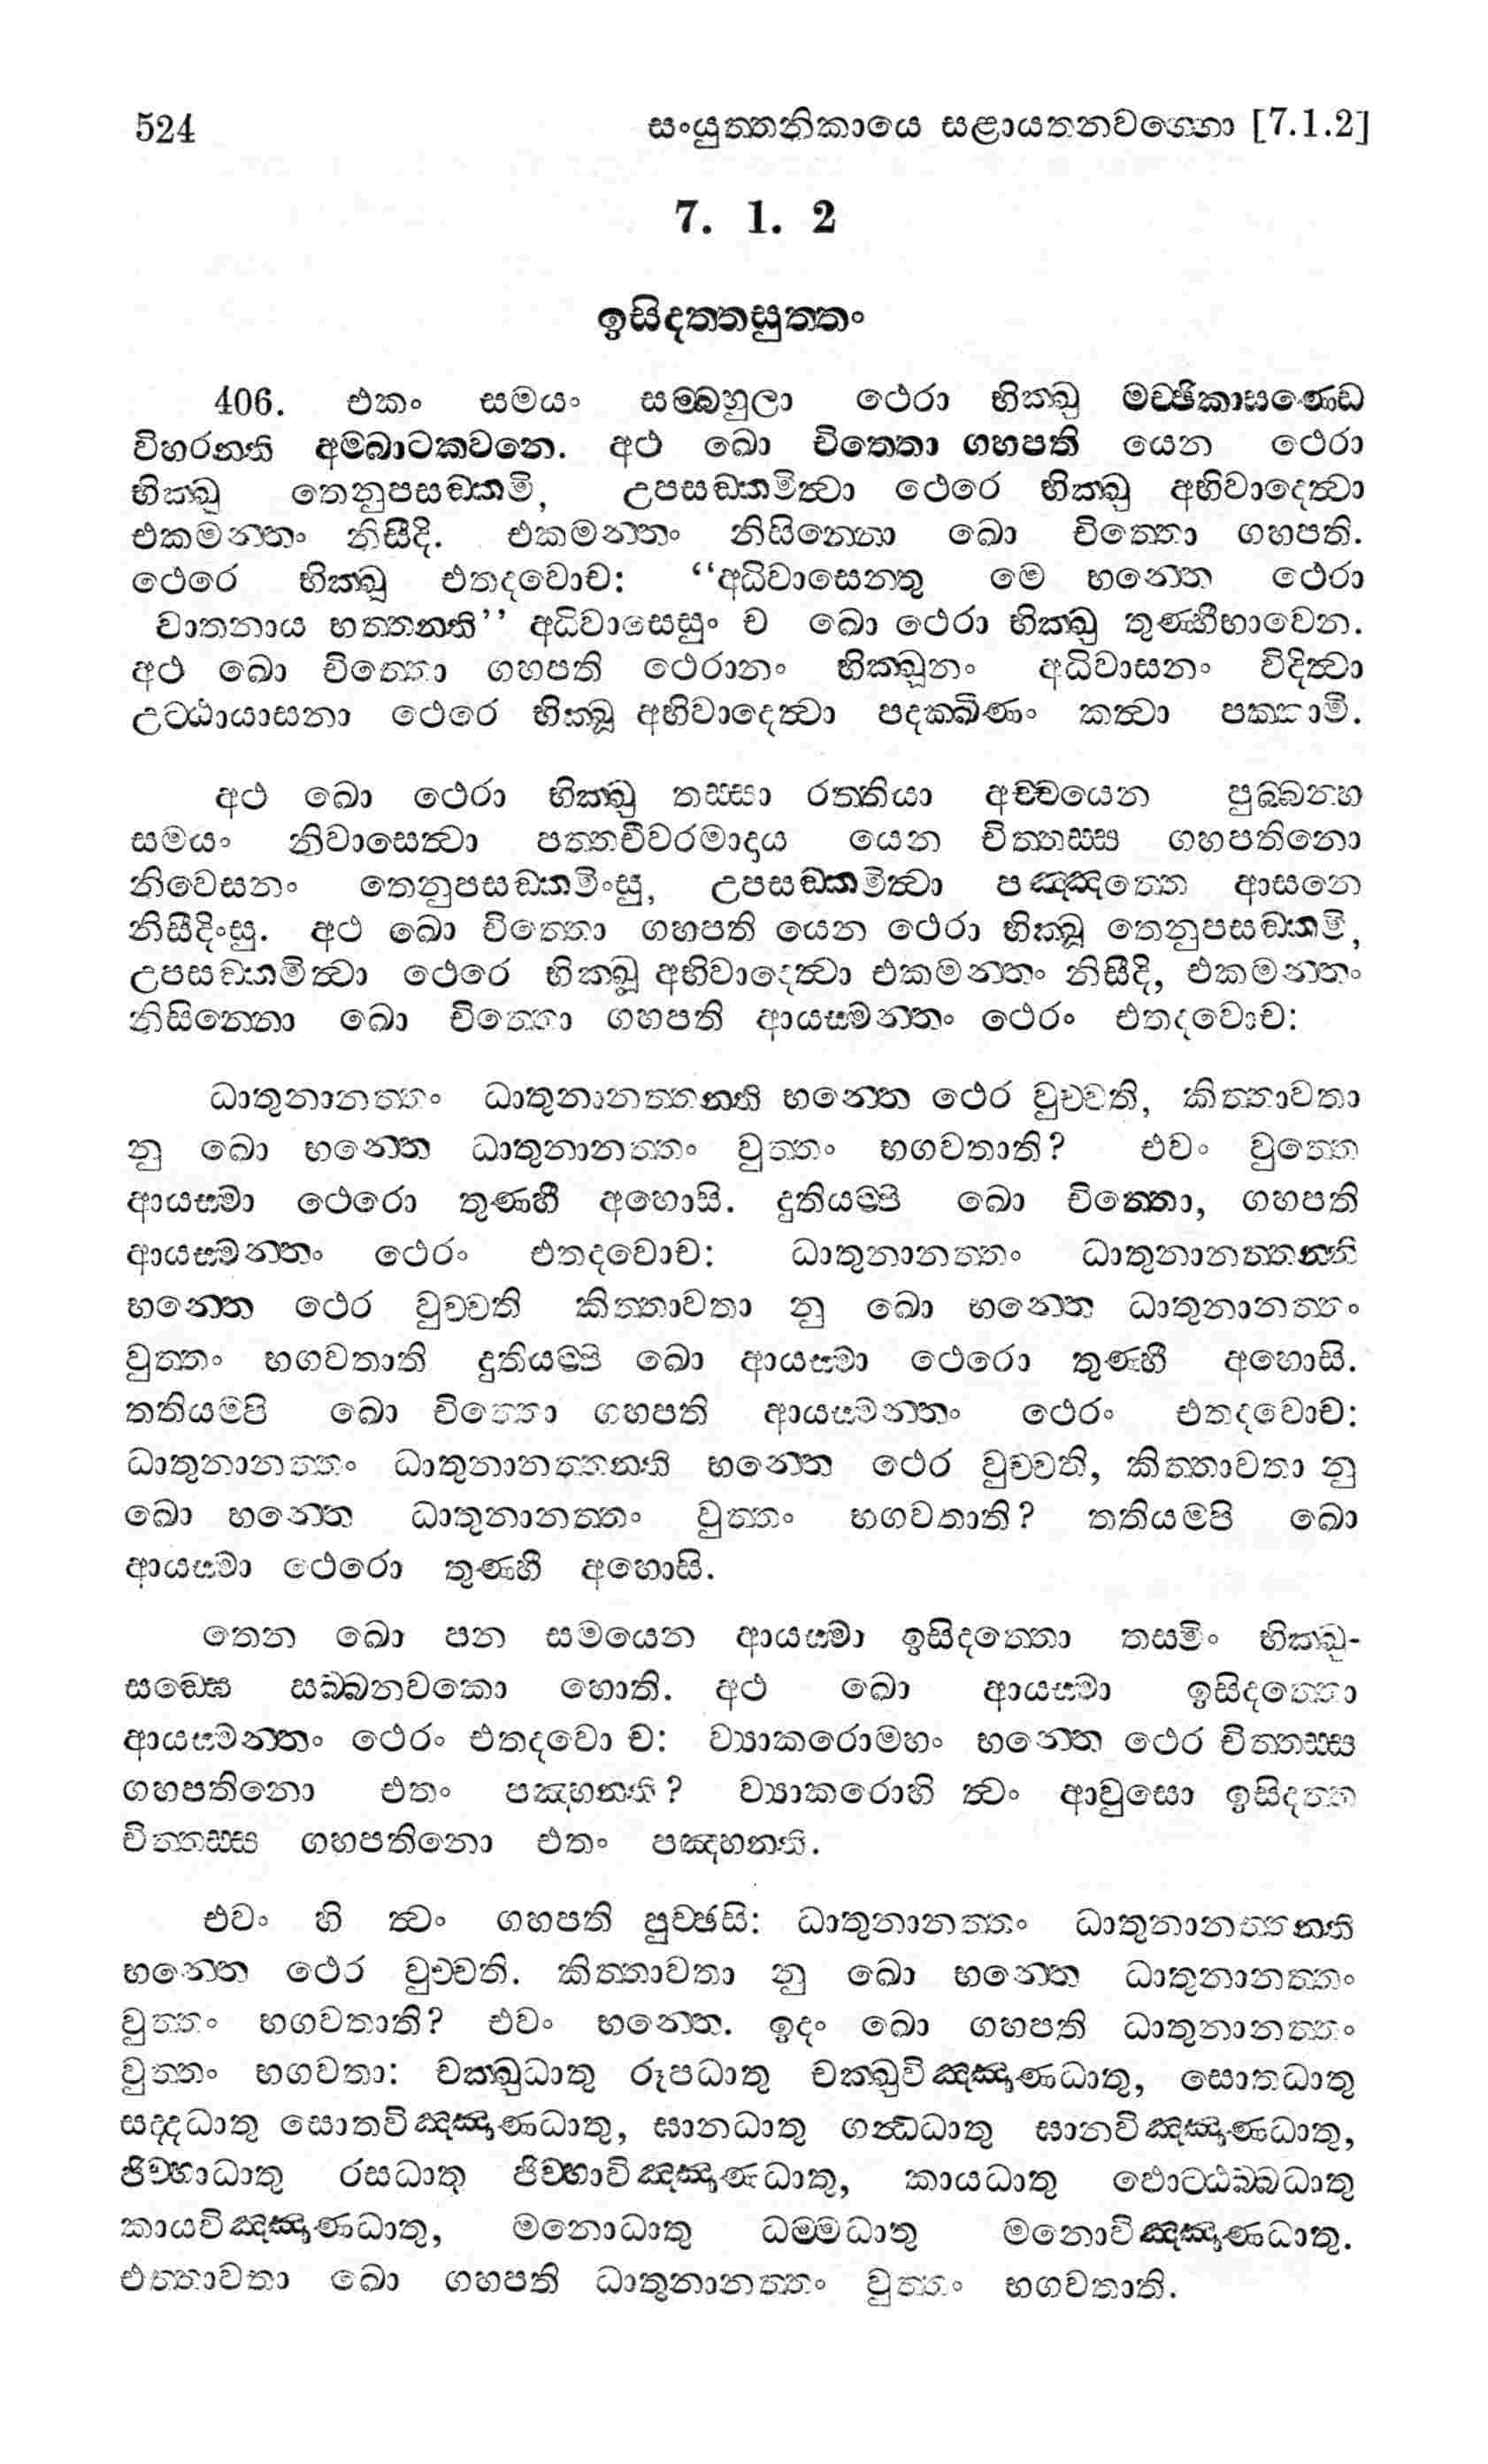 524 සංයුත්තනිකායෙ සළායතනවග්ගො [7.1.2]
7. 1. 2
ඉසිදත්තසුත්තං
406. එකං සමයං සම්බහුලා ථෙරා භික්ඛු මච්ඡිකාසණ්ඩෙ
විහරන්ති අම්බාටකවනෙ. අථ ඛො චිත්තො ගහපති යෙන ථෙරා
භික්ඛු තෙනුපසඞ්කමි, උපසඞ්කමිත්වා ථෙරෙ භික්ඛු අභිවාදෙත්වා
එකමන්තං නිසීදි. එකමන්තං නිසින්නො ඛො චිත්තො ගහපති.
ථෙරෙ භික්ඛූ එතදවොච: “අධිවාසෙන්තු මෙ භන්තෙ ථෙරා
ස්වාතනාය භත්තන්ති” අධිවාසෙසුං ච ඛො ථෙරා භික්ඛු තුණ්හීභාවෙන.
අථ ඛො චිත්තො ගහපති ථෙරානං භික්ඛූනං අධිවාසනං විදිත්වා
උට්ඨායාසනා ථෙරෙ භික්ඛූ අභිවාදෙත්වා පදක්ඛිණං කත්වා පක්කාමි.
අථ ඛො ථෙරා භික්ඛු තස්සා රත්තියා අච්චයෙන පුබ්බන්හ
සමයං නිවාසෙත්වා පත්තචීවරමාදාය යෙන චිත්තස්ස ගහපතිනො
නිවෙසනං තෙනුපසඞ්කමිංසු, උපසඞ්කමිත්වා පඤ්ඤත්තෙ ආසනෙ
නිසීදිංසු. අථ ඛො චිත්තො ගහපති යෙන ථෙරා භික්ඛූ තෙනුපසඞ්කමි,
උපසඞ්කමිත්වා ථෙරෙ භික්ඛූ අභිවාදෙත්වා එකමන්තං නිසීදි, එකමන්තං
නිසින්නො ඛො චිත්තො ගහපති ආයස්මන්තං ථෙරං එතදවොච:
ධාතුනානත්තං ධාතුනානත්තන්ති භන්තෙ ථෙර වුච්චති, කිත්තාවතා
නු ඛො භන්තෙ ධාතුනානත්තං වුත්තං භගවතාති? එවං වුත්තෙ
ආයස්මා ථෙරො තුණ්හී අහොසි. දුතියම්පි ඛො චිත්තො, ගහපති
ආයස්මන්තං ථෙරං එතදවොච: ධාතුනානත්තං ධාතුනානත්තන්ති
භන්තෙ ථෙර වුච්චති කිත්තාවතා නු ඛො භන්තෙ ධාතුනානත්තං
වුත්තං භගවතාති දුතියම්පි ඛො ආයස්මා ථෙරො තුණ්හී අහොසි.
තතියම්පි ඛො චිත්තො ගහපති ආයස්මන්තං ථෙරං එතදවොච:
ධාතුනානත්තං ධාතුනානත්තන්ති භන්තෙ ථෙර වුච්චති, කිත්තාවතා නු
ඛො භන්තෙ ධාතුනානත්තං වුත්තං භගවතාති? තතියම්පි ඛො
ආයස්මා ථෙරො තුණ්හී අහොසි.
තෙන ඛො පන සමයෙන ආයස්මා ඉසිදත්තො තස්මිං භික්ඛු-
සඞ්ඝෙ සබ්බනවකො හොති. අථ ඛො ආයස්මා ඉසිදත්තො
ආයස්මන්තං ථෙරං එතදවො ච: ව්‍යාකරොමහං භන්තෙ ථෙර චිත්තස්ස
ගහපතිනො එතං පඤ්හන්ති? ව්‍යාකරොහි ත්වං ආවුසො ඉසිදත්ත
චිත්තස්ස ගහපතිනො එතං පඤ්හන්ති.
එවං හි ත්වං ගහපති පුච්ඡසි: ධාතුනානත්තං ධාතුනානත්තන්ති
භන්තෙ ථෙර වුච්චති. කිත්තාවතා නු ඛො භන්තෙ ධාතුනානත්තං
වුත්තං භගවතාති? එවං භන්තෙ. ඉදං ඛො ගහපති ධාතුනානත්තං
වුත්තං භගවතා: චක්ඛුධාතු රූපධාතු චක්ඛුවිඤ්ඤාණධාතු, සොතධාතු
සද්දධාතු සොතවිඤ්ඤාණධාතු, ඝානධාතු ගන්ධධාතු ඝානවිඤ්ඤාණධාතු,
ජිව්හාධාතු රසධාතු ජිව්හාවිඤ්ඤාණධාතු, කායධාතු ඵොට්ඨබ්බධාතු
කායවිඤ්ඤාණධාතු, මනොධාතු ධම්මධාතු මනොවිඤ්ඤාණධාතු.
එත්තාවතා ඛො ගහපති ධාතුනානත්තං වුත්තං භගවතාති.